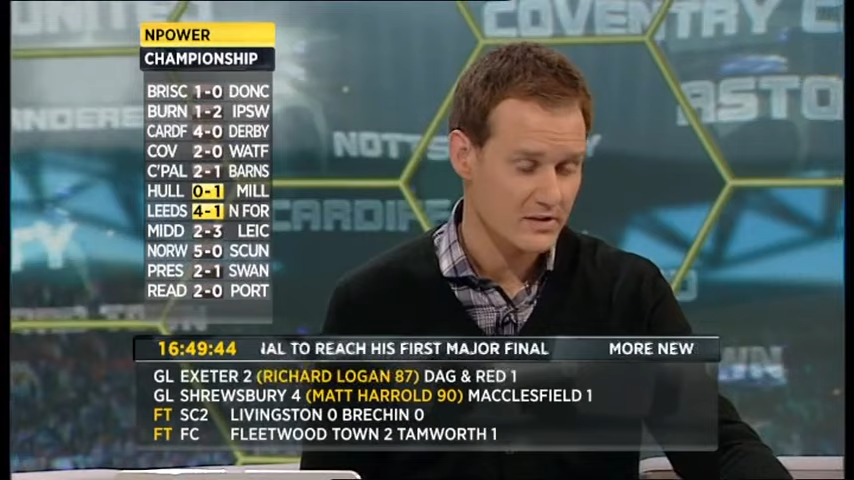 UNITED
COVENTRY C
ASTO
ANDERE
NOTTS
CARDIFF
NPOWER
CHAMPIONSHIP
BRISC 1-0 DONC
BURN 1-2 IPSW
CARDF 4-0 DERBY
COV 2-0 WATF
C'PAL 2-1 BARNS
HULL 0-1 MILL
LEEDS 4-1 N FOR
MIDD 2-3 LEIC
NORW 5-0 SCUN
PRES 2-1 SWAN
READ 2-0 PORT
16:49:44 NAL TO REACH HIS FIRST MAJOR FINAL MORE NEW
GL EXETER 2 (RICHARD LOGAN 87) DAG & RED 1
GL SHREWSBURY 4 (MATT HARROLD 90) MACCLESFIELD 1
FT SC2 LIVINGSTON 0 BRECHIN 0
FT FC FLEETWOOD TOWN 2 TAMWORTH 1